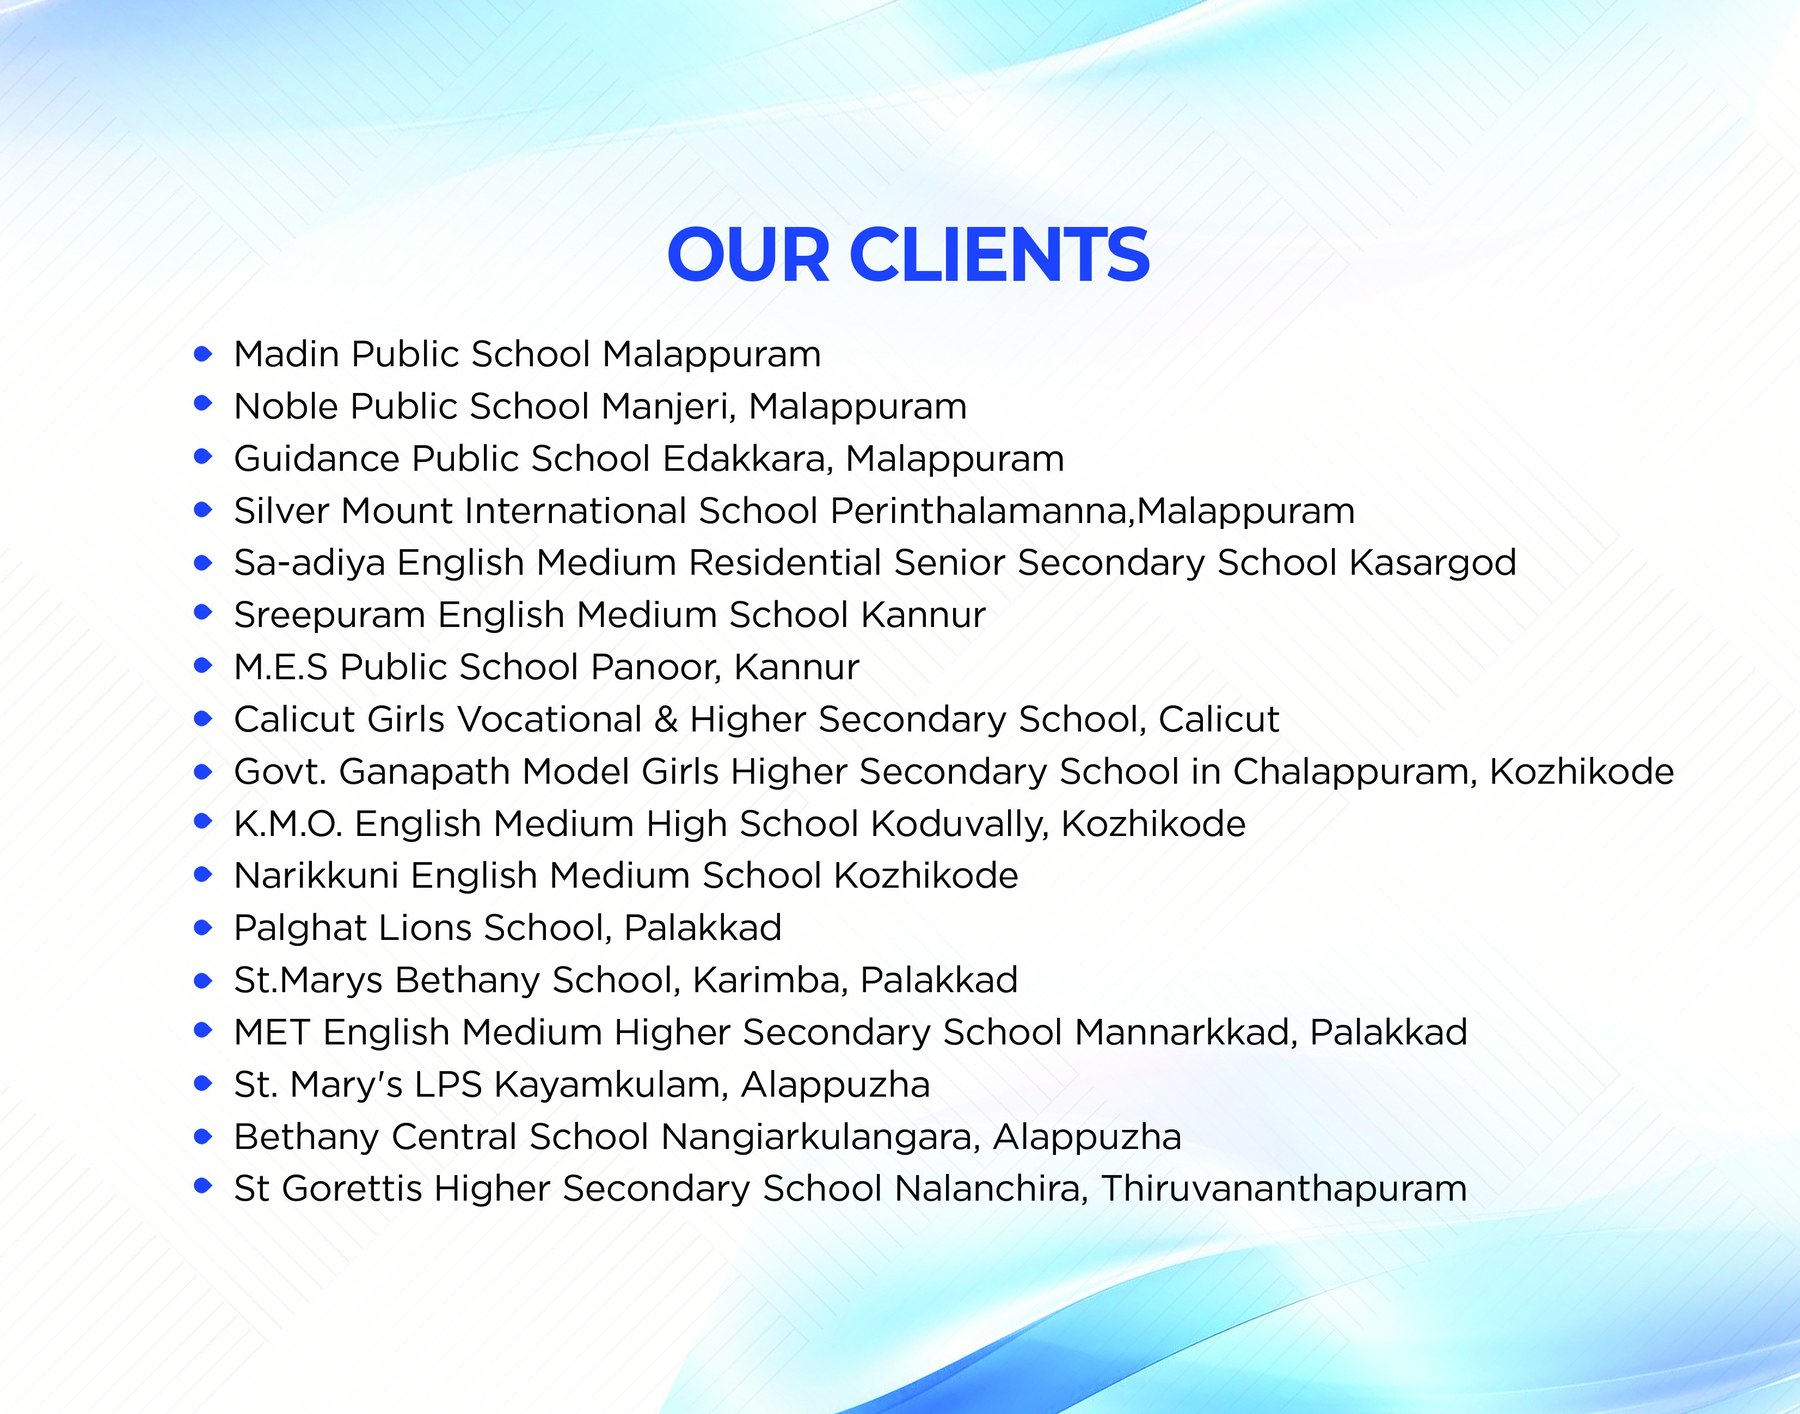 OUR CLIENTS
Madin Public School Malappuram
Noble Public School Manjeri, Malappuram
Guidance Public School Edakkara, Malappuram
Silver Mount International School Perinthalamanna,Malappuram
Sa-adiya English Medium Residential Senior Secondary School Kasargod
Sreepuram English Medium School Kannur
M.E.S Public School Panoor, Kannur
Calicut Girls Vocational & Higher Secondary School, Calicut
Govt. Ganapath Model Girls Higher Secondary School in Chalappuram, Kozhikode
K.M.O. English Medium High School Koduvally, Kozhikode
Narikkuni English Medium School Kozhikode
Palghat Lions School, Palakkad
St.Marys Bethany School, Karimba, Palakkad
MET English Medium Higher Secondary School Mannarkkad, Palakkad
St. Mary's LPS Kayamkulam, Alappuzha
Bethany Central School Nangiarkulangara, Alappuzha
St Gorettis Higher Secondary School Nalanchira, Thiruvananthapuram